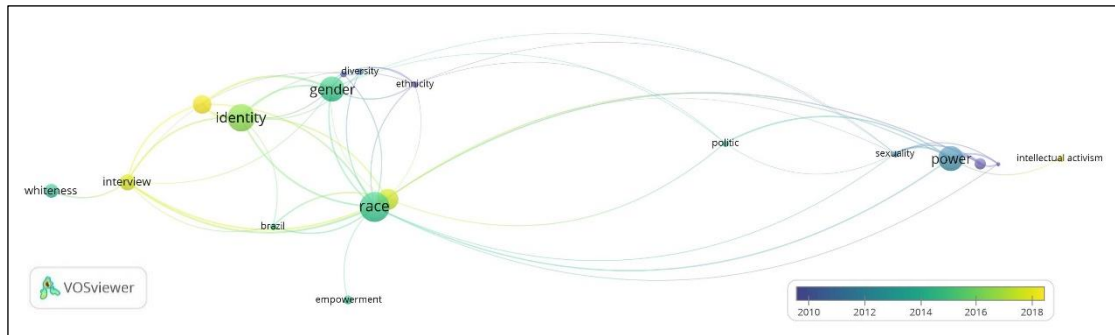 diversity
ethnicity
gender
identity
politic
sexuality
power
intellectual activism
whiteness
interview
race
brazil
empowerment
VOSviewer
2010 2012 2014 2016 2018